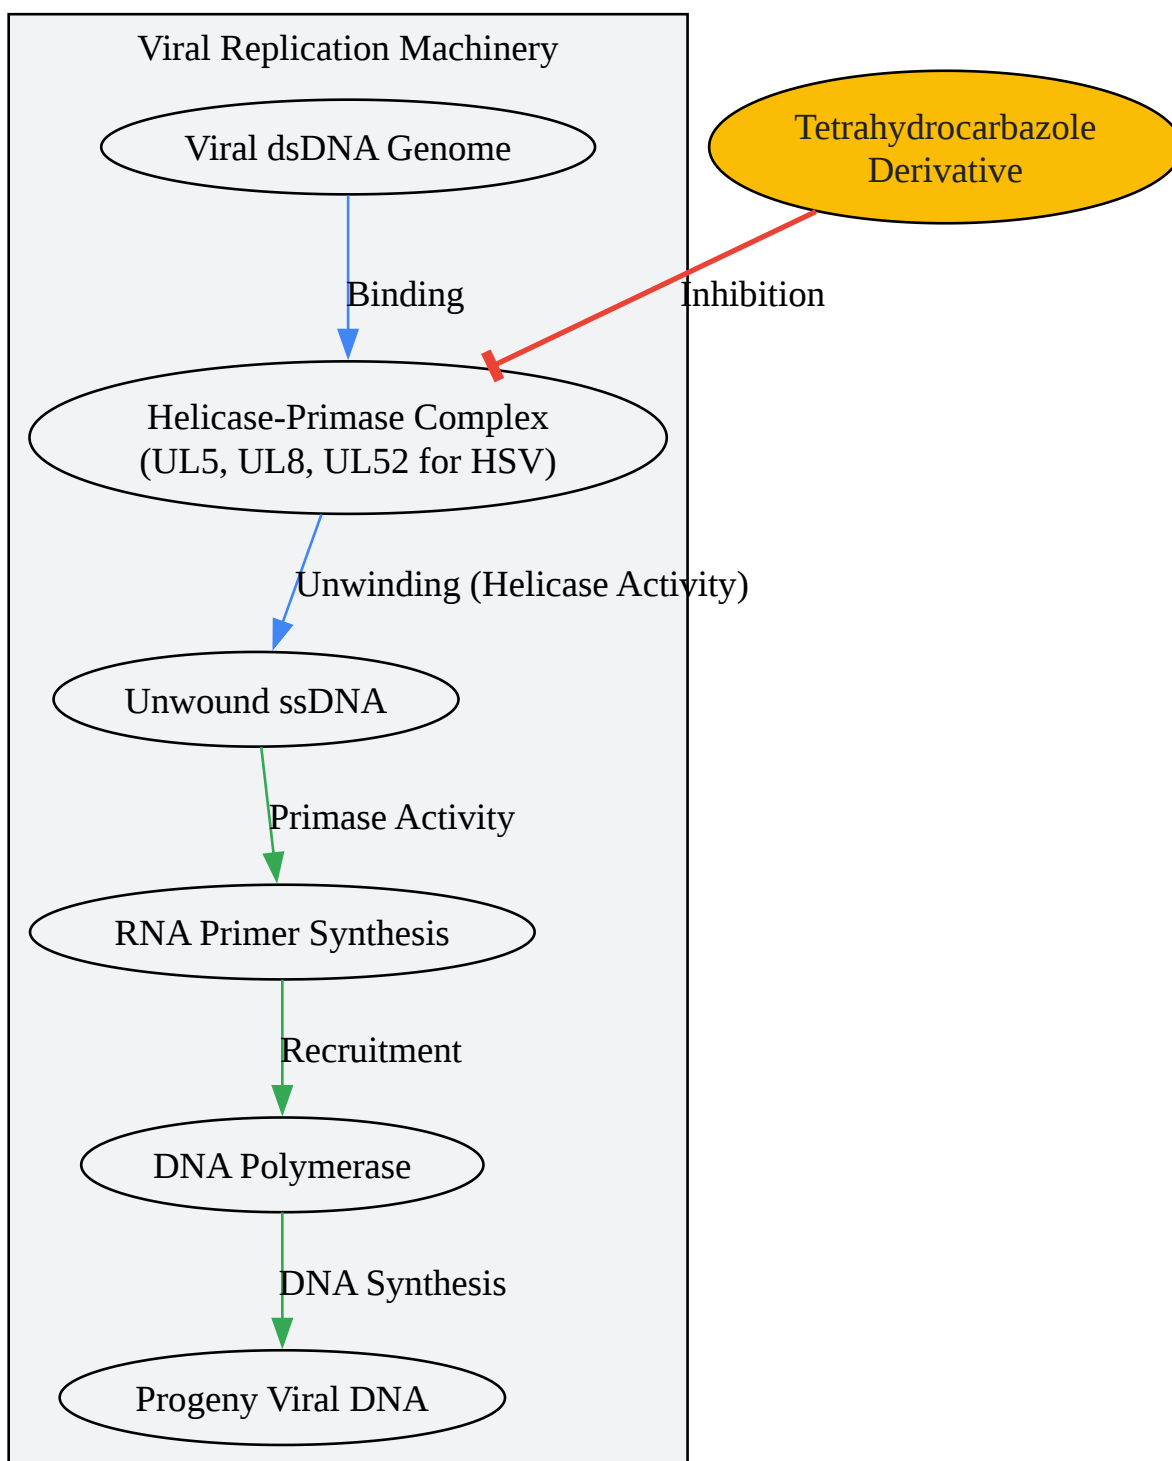 Viral Replication Machinery
Viral dsDNA Genome
Tetrahydrocarbazole
Derivative
Binding
Inhibition
Helicase-Primase Complex
(UL5, UL8, UL52 for HSV)
Unwinding (Helicase Activity)
Unwound ssDNA
Primase Activity
RNA Primer Synthesis
Recruitment
DNA Polymerase
DNA Synthesis
Progeny Viral DNA